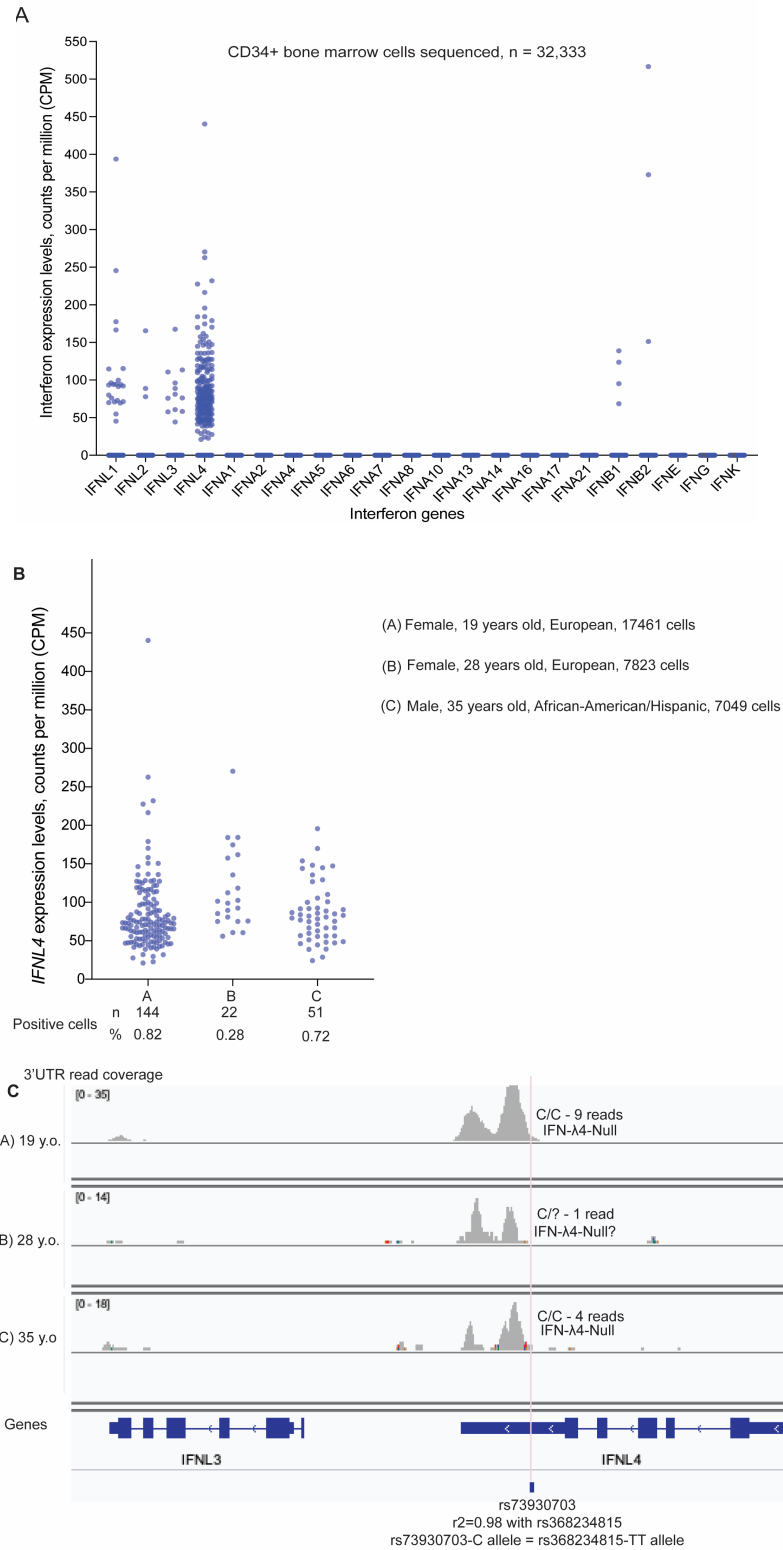 A
CD34+ bone marrow cells sequenced, n = 32,333
Interferon expression levels, counts per million (CPM)
550
500
450
400
350
300
250
200
150
100
50
0
IFNL1 IFNL2 IFNL3 IFNL4 IFNA1 IFNA2 IFNA4 IFNA5 IFNA6 IFNA7 IFNA8 IFNA10 IFNA13 IFNA14 IFNA16 IFNA17 IFNA21 IFNB1 IFNB2 IFNE IFNG IFNK
Interferon genes
B
IFNL4 expression levels, counts per million (CPM)
450
400
350
300
250
200
150
100
50
0
A B C
n 144 22 51
Positive cells
% 0.82 0.28 0.72
(A) Female, 19 years old, European, 17461 cells
(B) Female, 28 years old, European, 7823 cells
(C) Male, 35 years old, African-American/Hispanic, 7049 cells
3'UTR read coverage
C
[0 - 35]
A) 19 y.o.
C/C - 9 reads
IFN-λ4-Null
[0 - 14]
B) 28 y.o.
C/? - 1 read
IFN-λ4-Null?
[0 - 18]
C) 35 y.o
C/C - 4 reads
IFN-λ4-Null
Genes
IFNL3 IFNL4
rs73930703
r2=0.98 with rs368234815
rs73930703-C allele = rs368234815-TT allele